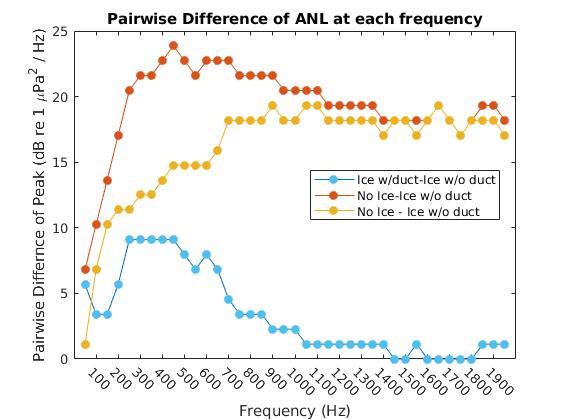 Pairwise Difference of ANL at each frequency
Pairwise Differnce of Peak (dB re 1 μPa² / Hz)
25
20
15
10
5
0
Ice w/duct-Ice w/o duct
No Ice-Ice w/o duct
No Ice - Ice w/o duct
100 200 300 400 500 600 700 800 900 1000 1100 1200 1300 1400 1500 1600 1700 1800 1900
Frequency (Hz)